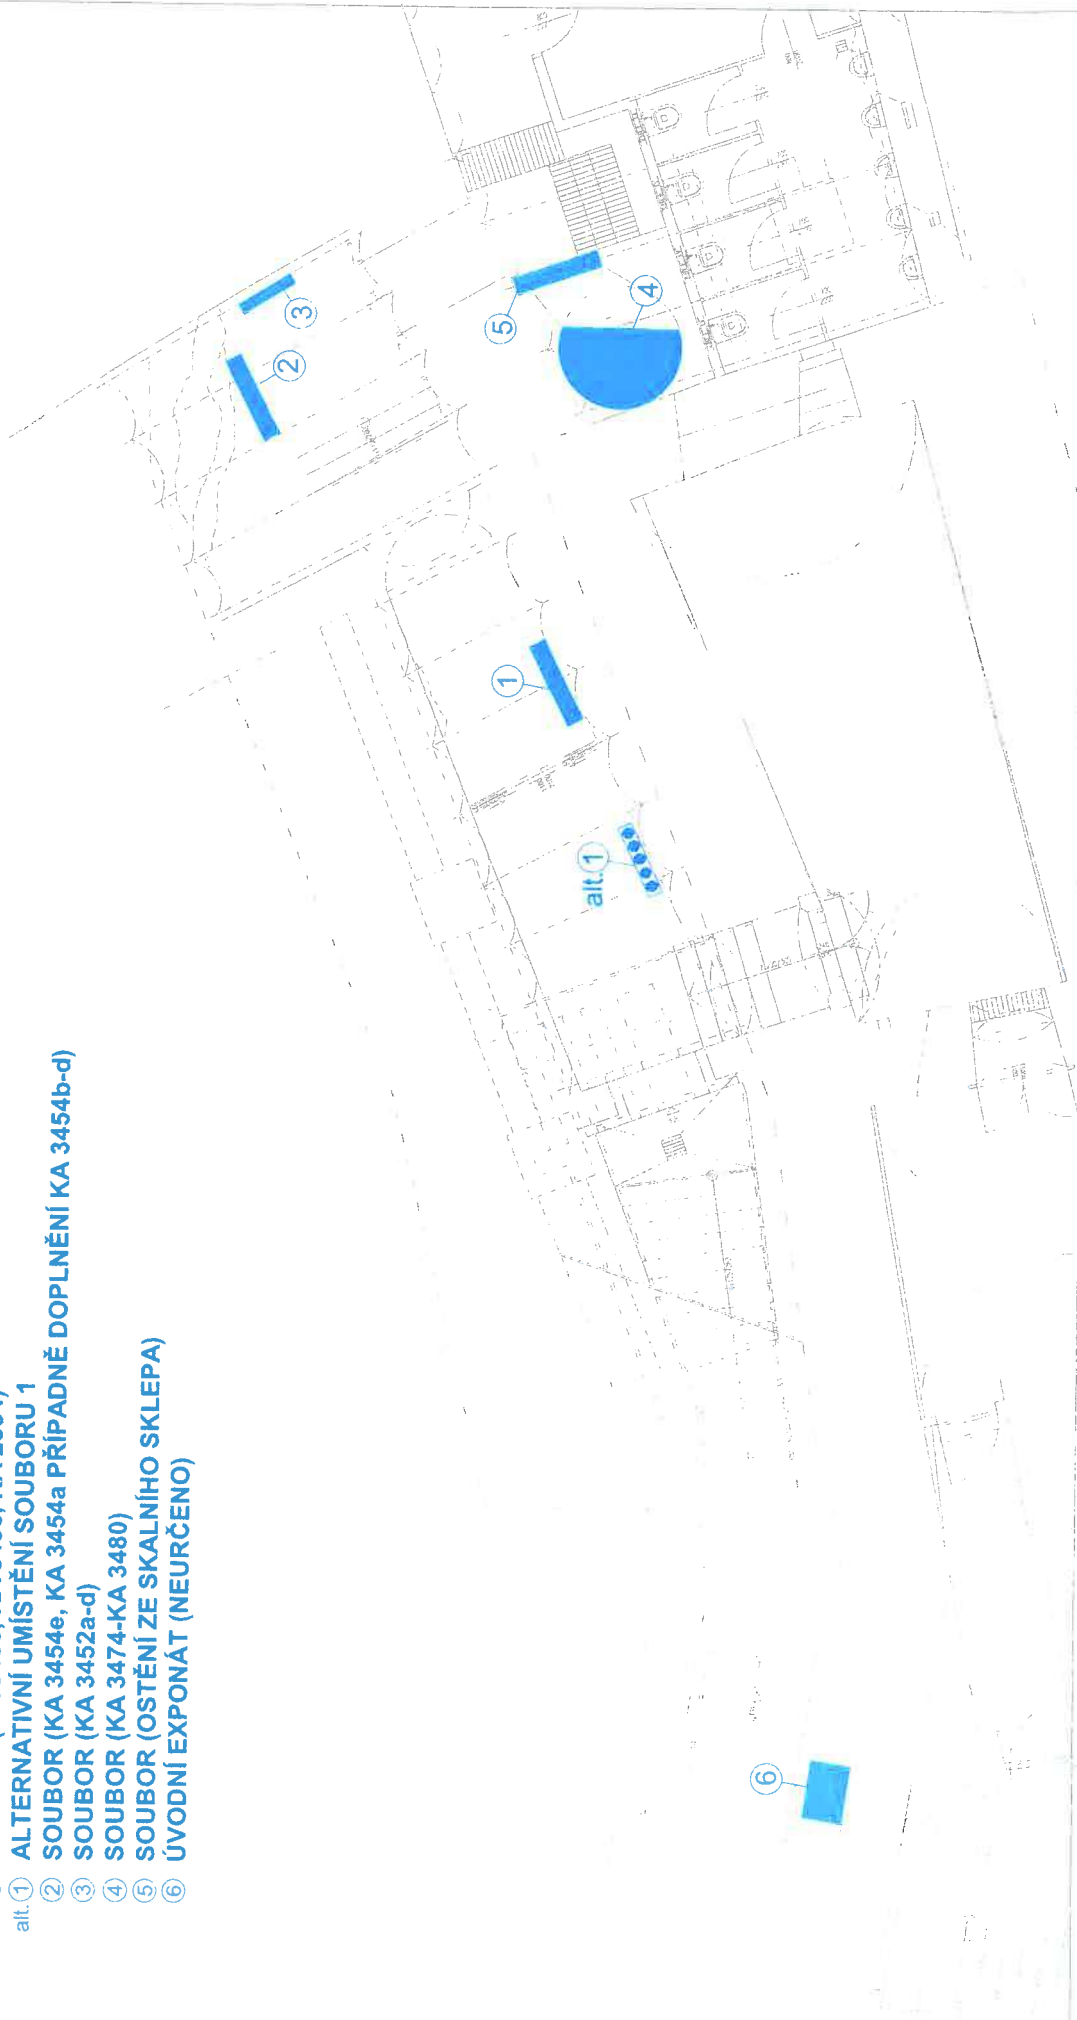 alt. 1 ALTERNATIVNÍ UMÍSTĚNÍ SOUBORU 1
2 SOUBOR (KA 3454e, KA 3454a PŘÍPADNĚ DOPLNĚNÍ KA 3454b-d)
3 SOUBOR (KA 3452a-d)
4 SOUBOR (KA 3474-KA 3480)
5 SOUBOR (OSTĚNÍ ZE SKALNÍHO SKLEPA)
6 ÚVODNÍ EXPONÁT (NEURČENO)
6
alt. 1
1
2
3
5
4